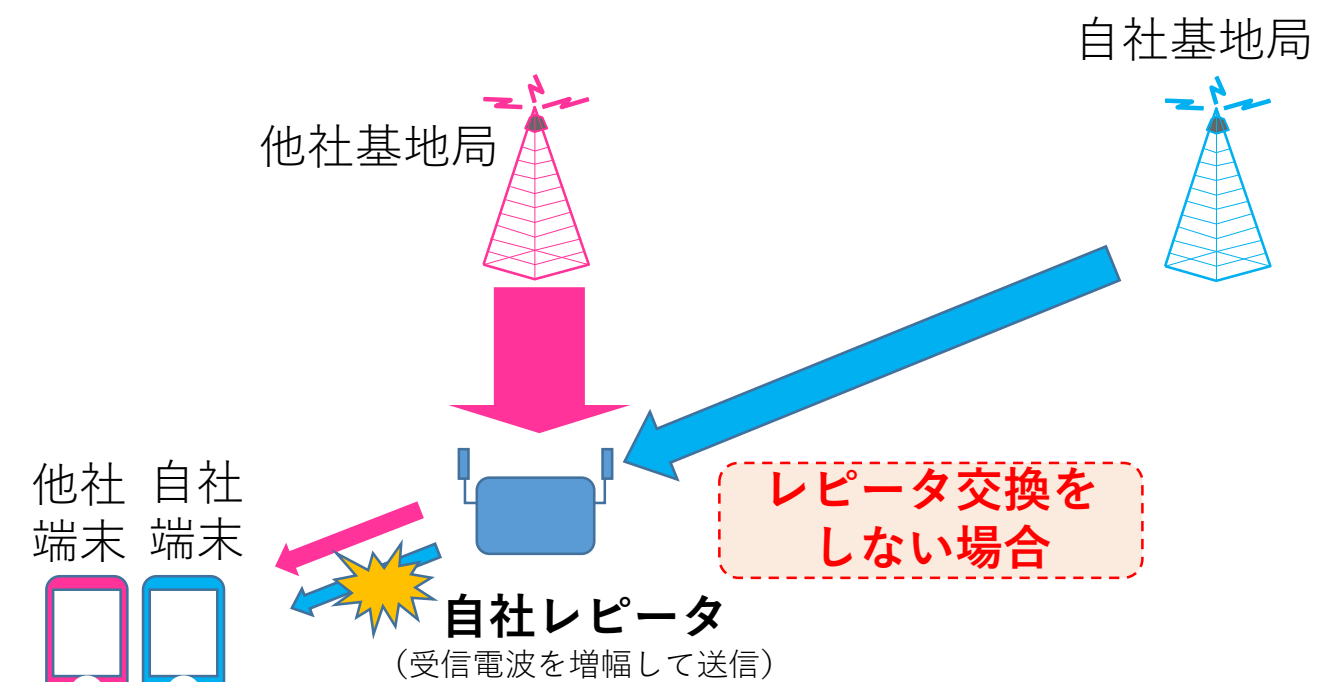 自社基地局
他社基地局
レピータ交換を
しない場合
他社
端末
自社
端末
自社レピータ
（受信電波を増幅して送信）